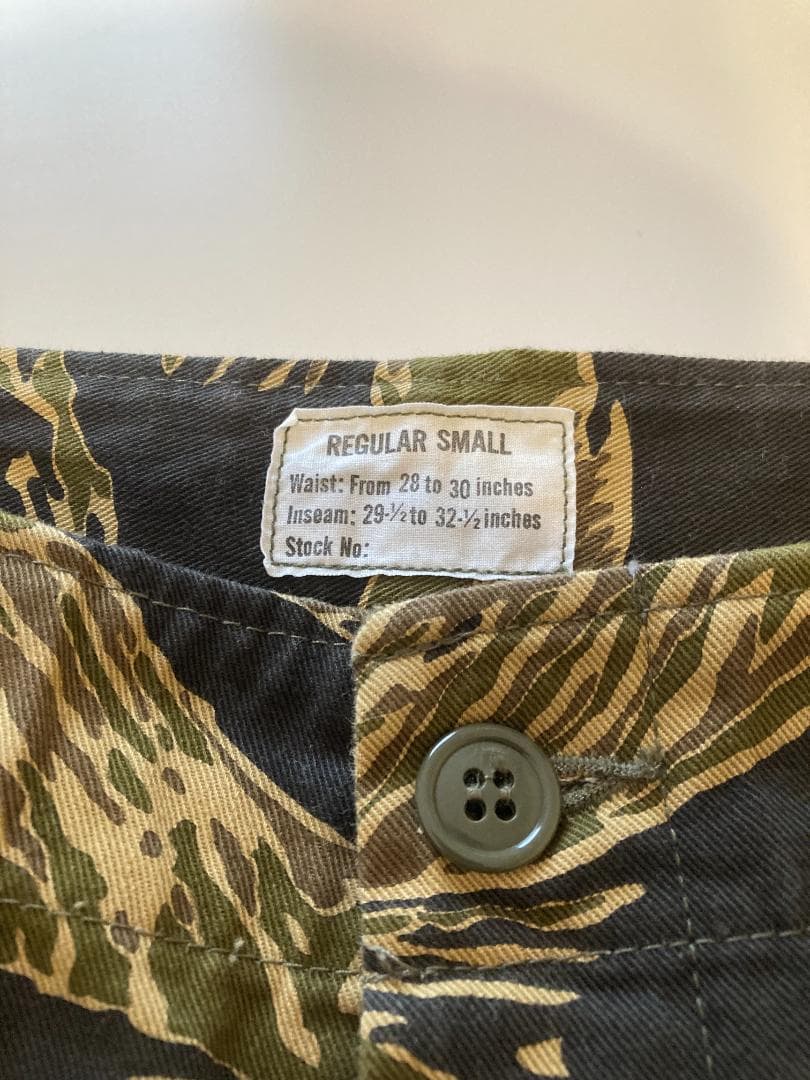 REGULAR SMALL
Waist: From 28 to 30 inches
Inseam: 29-½ to 32-½ inches
Stock No: